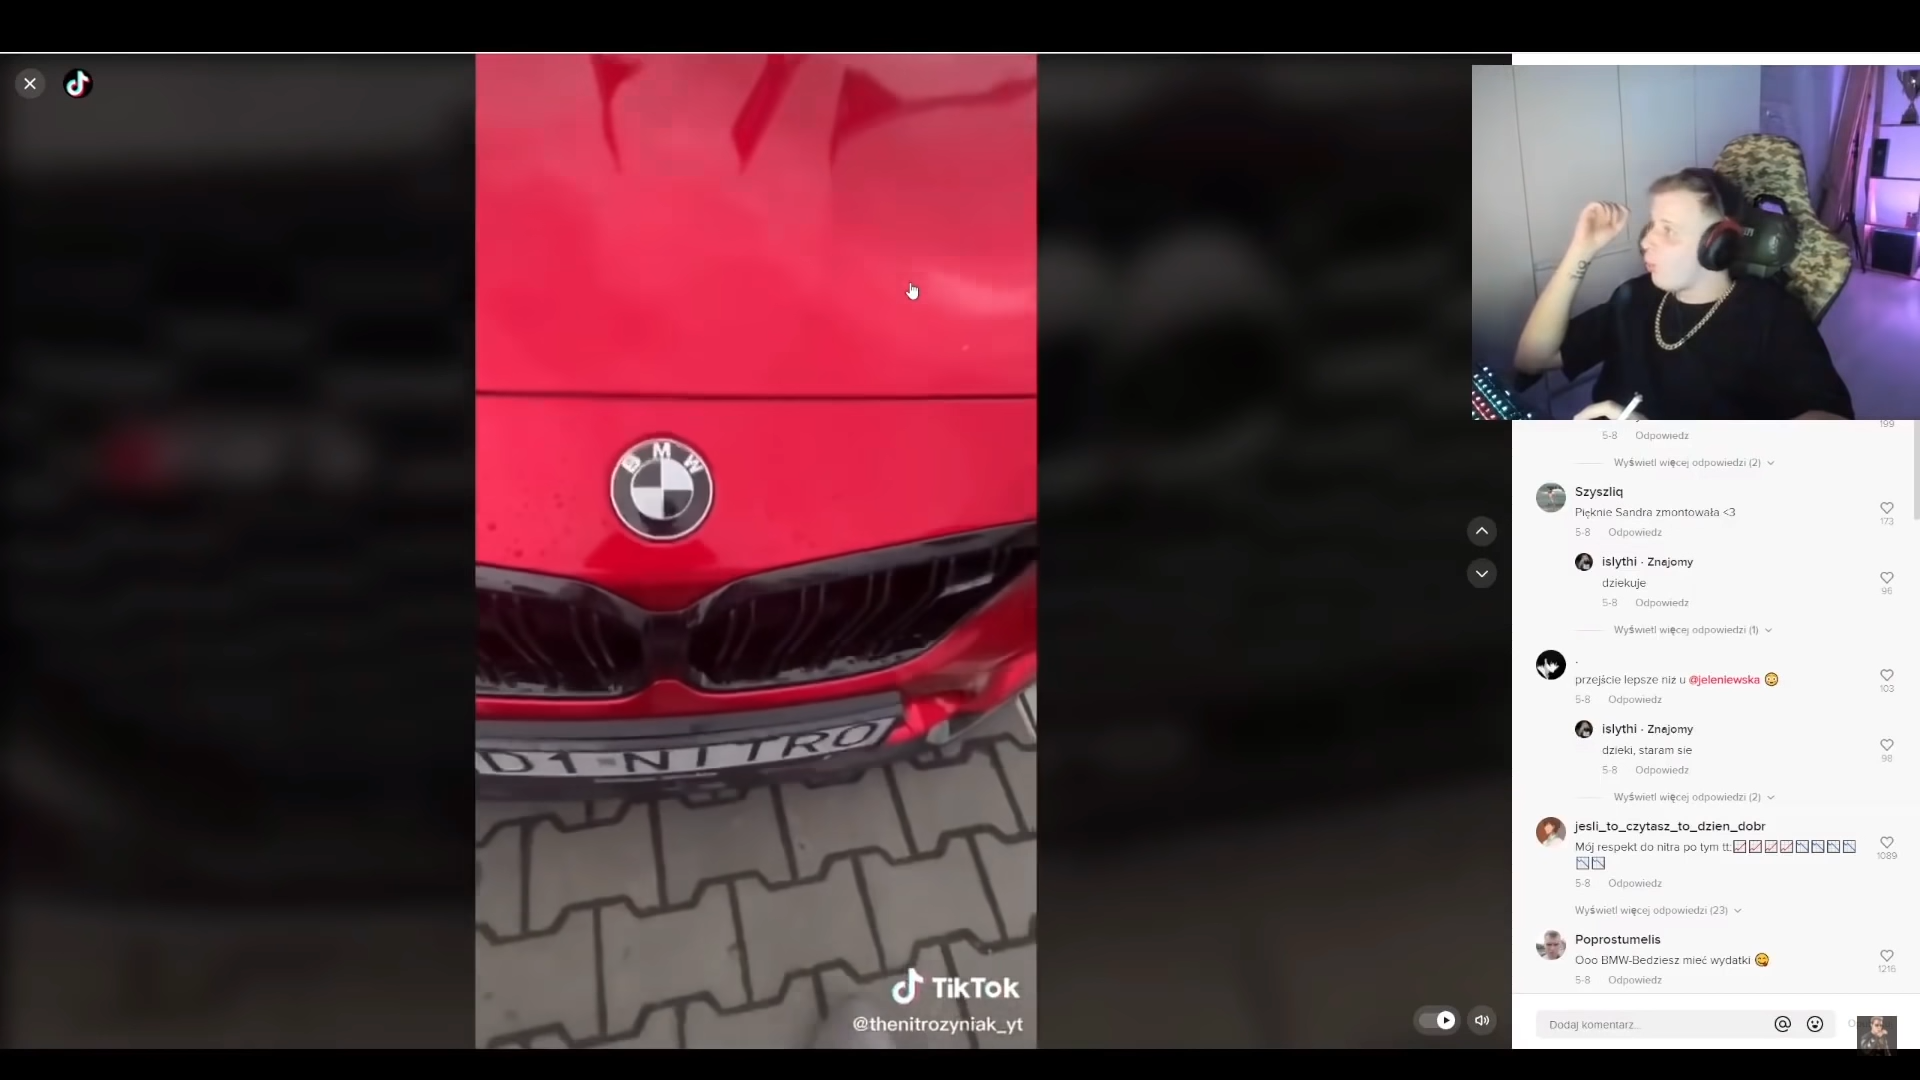 BMW
D1 NITRO
TikTok
@thenitrozyniak_yt
199
5-8 Odpowiedz
Wyświetl więcej odpowiedzi (2)
Szyszliq
Pięknie Sandra zmontowała <3
173
5-8 Odpowiedz
islythi · Znajomy
dziekuje
96
5-8 Odpowiedz
Wyświetl więcej odpowiedzi (1)
.
przejście lepsze niż u @jeleniewska
103
5-8 Odpowiedz
islythi · Znajomy
dzieki, staram sie
98
5-8 Odpowiedz
Wyświetl więcej odpowiedzi (2)
jesli_to_czytasz_to_dzien_dobr
Mój respekt do nitra po tym tt:
1089
5-8 Odpowiedz
Wyświetl więcej odpowiedzi (23)
Poprostumelis
Ooo BMW-Bedziesz mieć wydatki
1216
5-8 Odpowiedz
Dodaj komentarz...